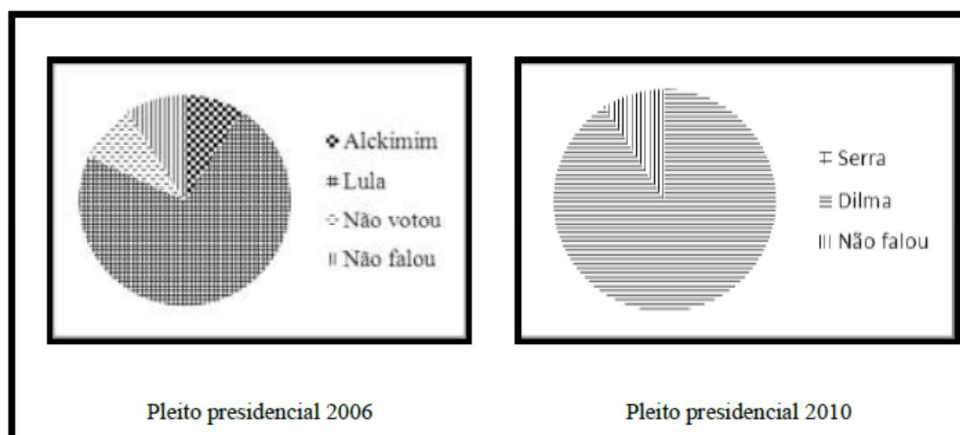 Alckimim
Lula
Não votou
Não falou
Serra
Dilma
Não falou
Pleito presidencial 2006
Pleito presidencial 2010